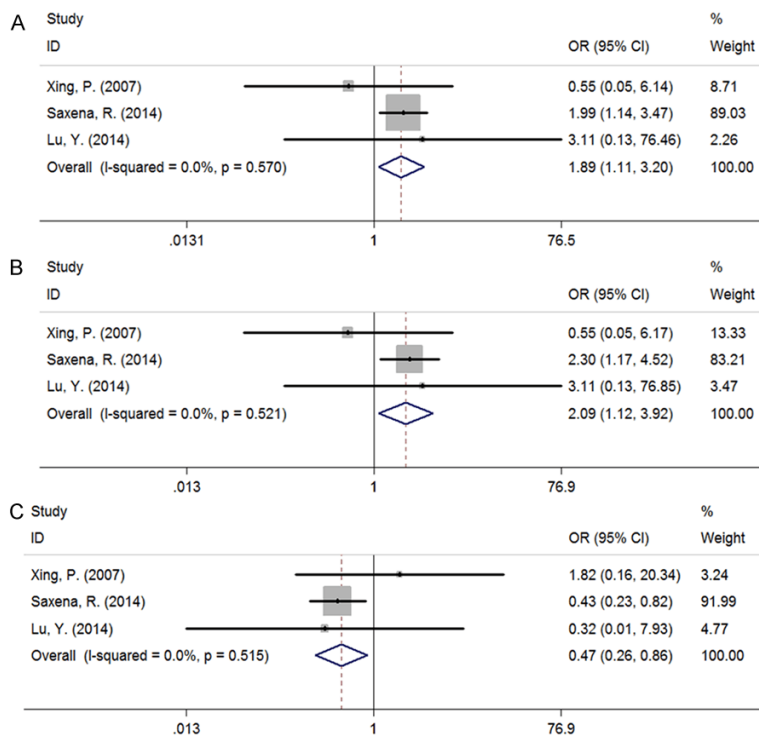 A
Study %
ID OR (95% CI) Weight
Xing, P. (2007) 0.55 (0.05, 6.14) 8.71
Saxena, R. (2014) 1.99 (1.14, 3.47) 89.03
Lu, Y. (2014) 3.11 (0.13, 76.46) 2.26
Overall (I-squared = 0.0%, p = 0.570) 1.89 (1.11, 3.20) 100.00
.0131 1 76.5
B
Study %
ID OR (95% CI) Weight
Xing, P. (2007) 0.55 (0.05, 6.17) 13.33
Saxena, R. (2014) 2.30 (1.17, 4.52) 83.21
Lu, Y. (2014) 3.11 (0.13, 76.85) 3.47
Overall (I-squared = 0.0%, p = 0.521) 2.09 (1.12, 3.92) 100.00
.013 1 76.9
C
Study %
ID OR (95% CI) Weight
Xing, P. (2007) 1.82 (0.16, 20.34) 3.24
Saxena, R. (2014) 0.43 (0.23, 0.82) 91.99
Lu, Y. (2014) 0.32 (0.01, 7.93) 4.77
Overall (I-squared = 0.0%, p = 0.515) 0.47 (0.26, 0.86) 100.00
.013 1 76.9